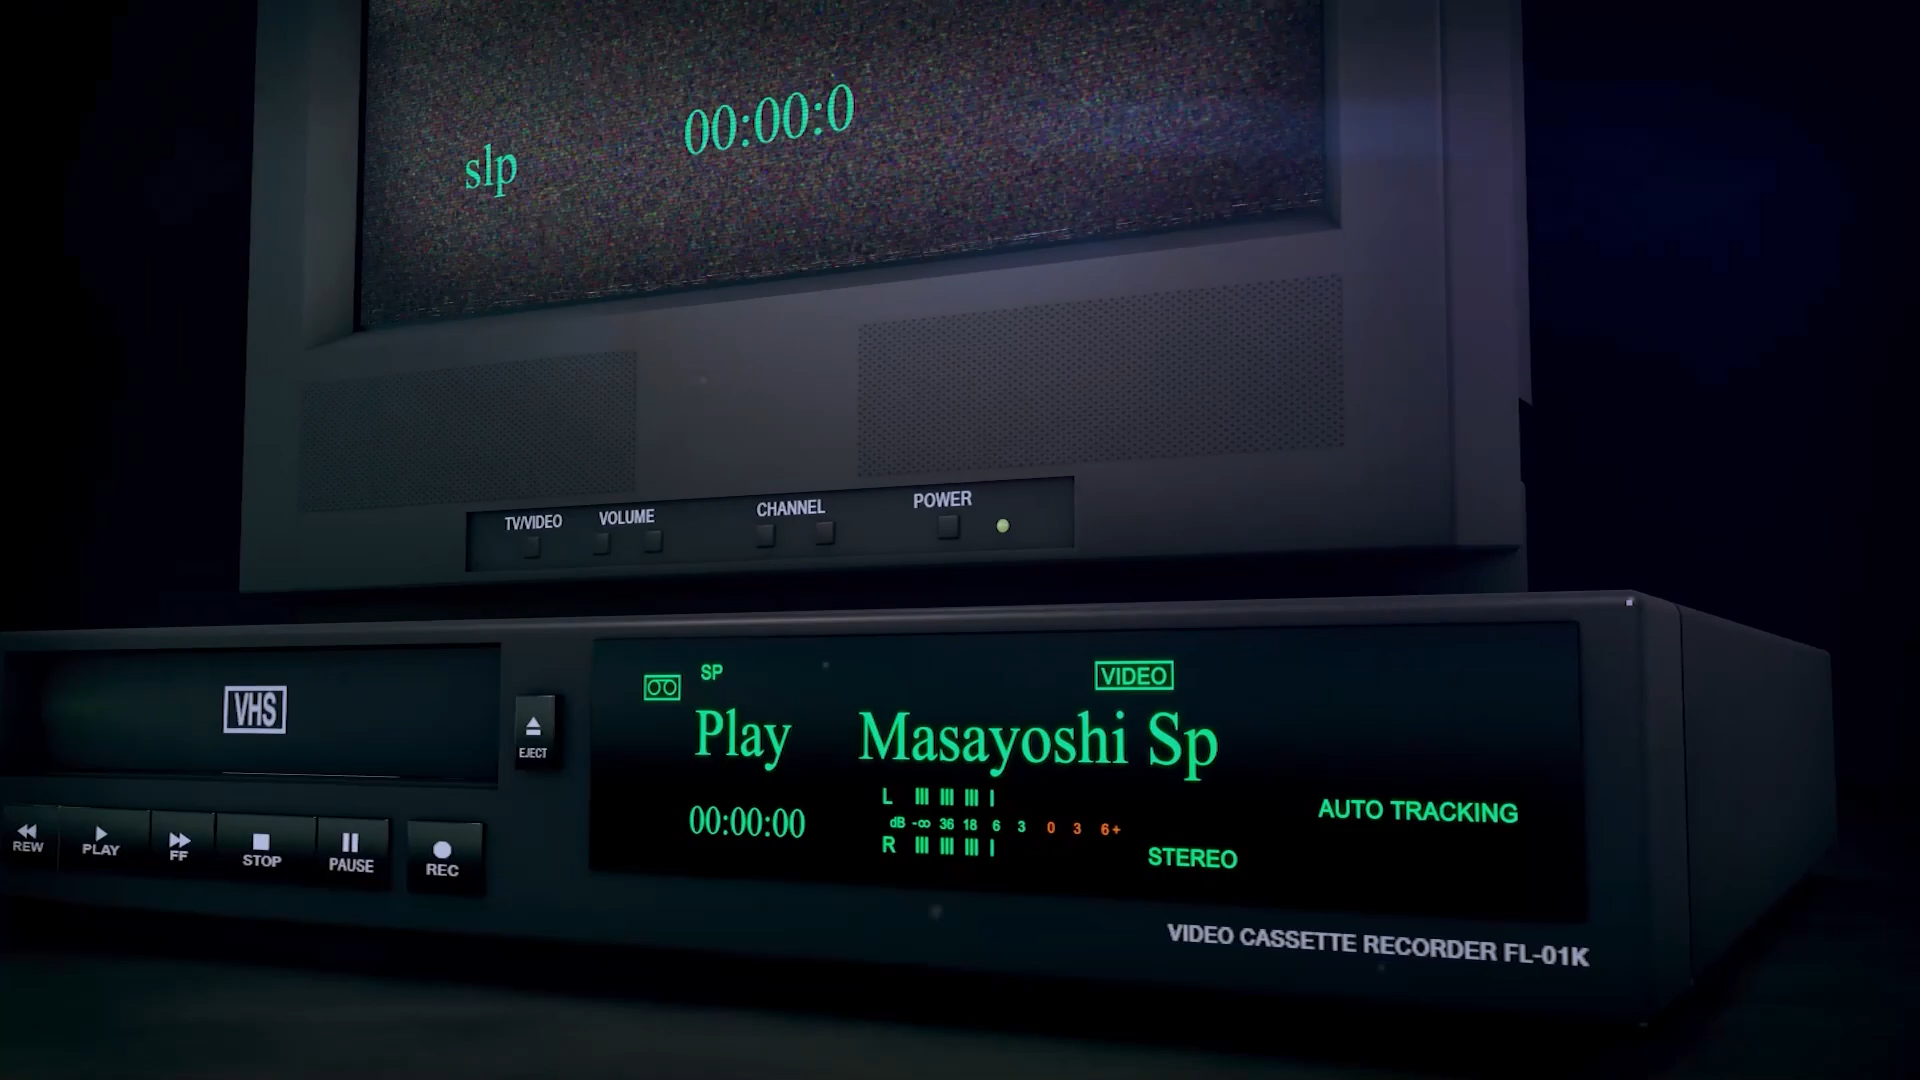 slp
00:00:0
TV/VIDEO
VOLUME
CHANNEL
POWER
VHS
EJECT
SP
VIDEO
Play
Masayoshi Sp
00:00:00
L
dB -∞ 36 18 6 3 0 3 6+
R
STEREO
AUTO TRACKING
REW
PLAY
FF
STOP
PAUSE
REC
VIDEO CASSETTE RECORDER FL-01K